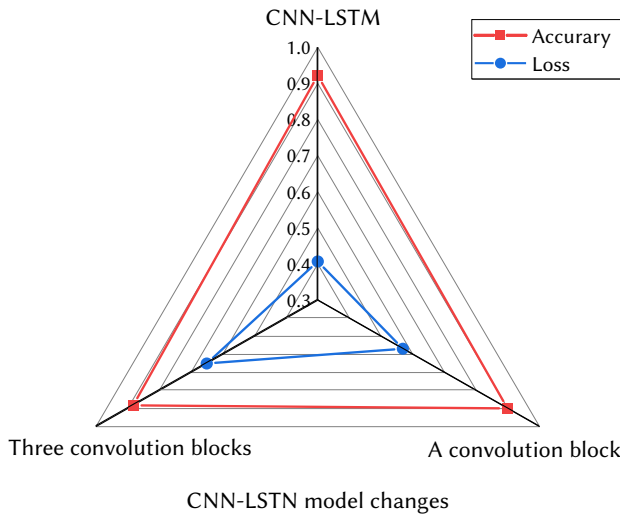 CNN-LSTM
Accurary
Loss
1.0
0.9
0.8
0.7
0.6
0.5
0.4
0.3
Three convolution blocks
A convolution block
CNN-LSTN model changes